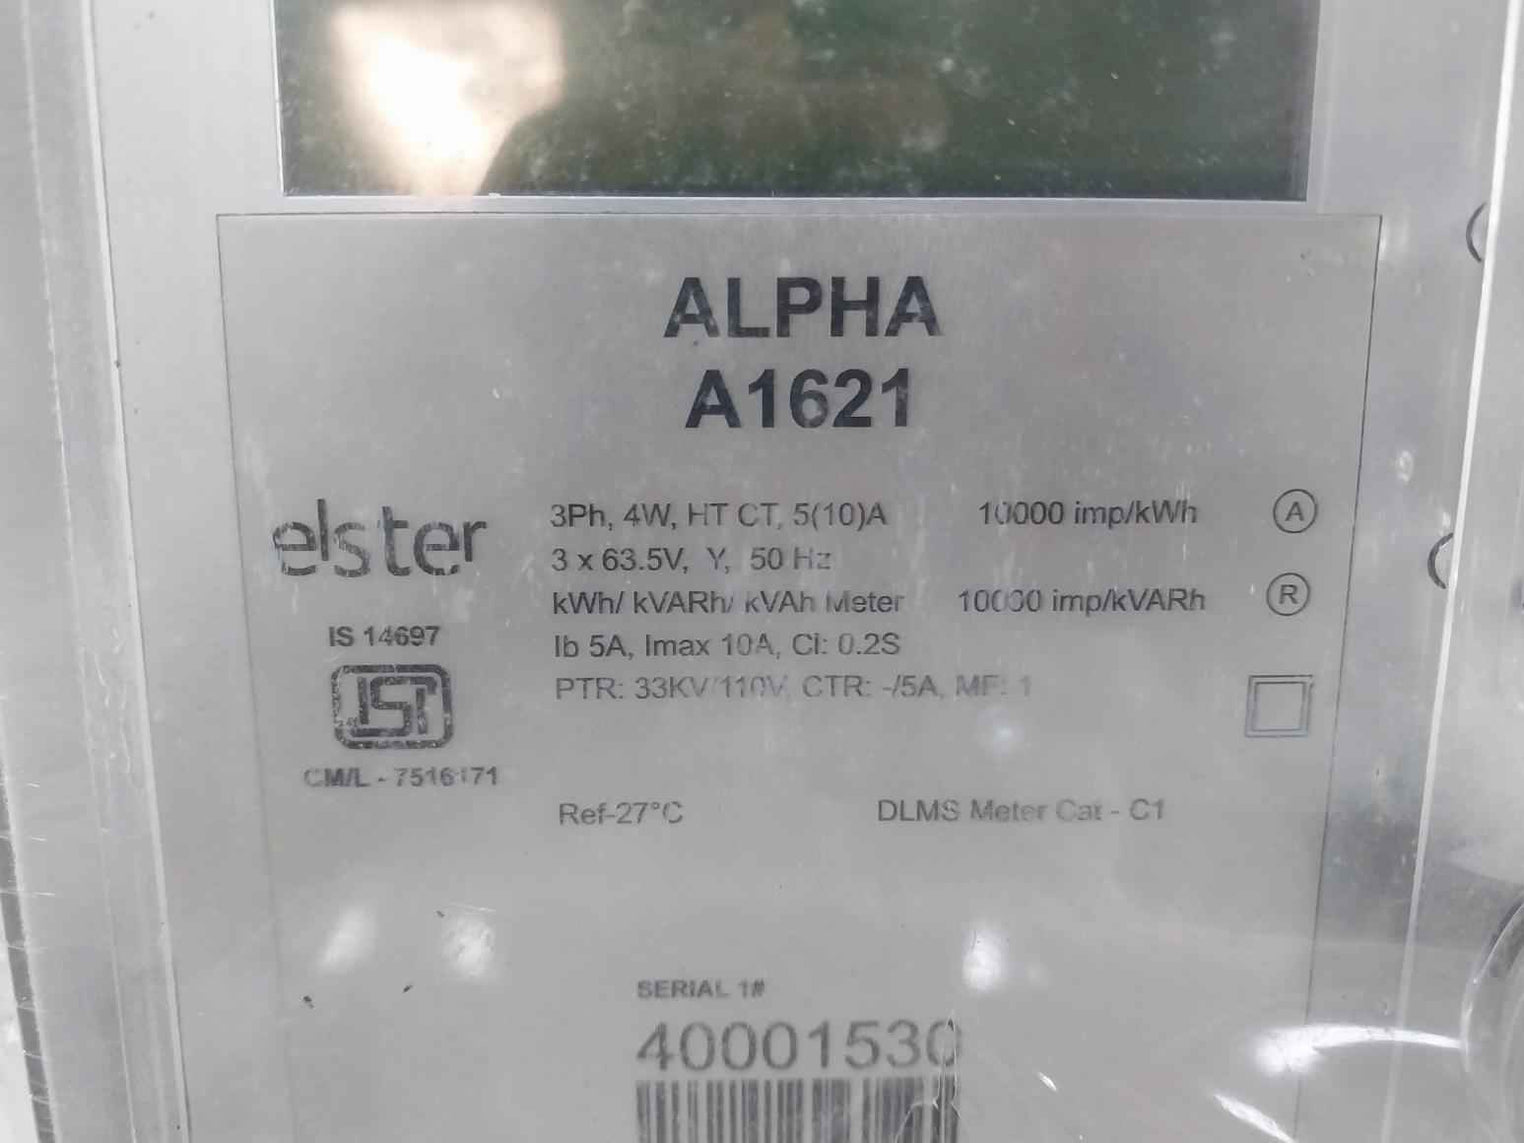 ALPHA
A1621
elster
3Ph, 4W, HT CT, 5(10)A 10000 imp/kWh A
3 x 63.5V, Y, 50 Hz
kWh/ kVARh/ kVAh Meter 10000 imp/kVARh R
IS 14697
Ib 5A, Imax 10A, Cl: 0.2S
PTR: 33KV/110V, CTR: -/5A, MF: 1
ISI
CM/L -
Ref-27°C DLMS Meter Cat - C1
SERIAL 1#
40001530